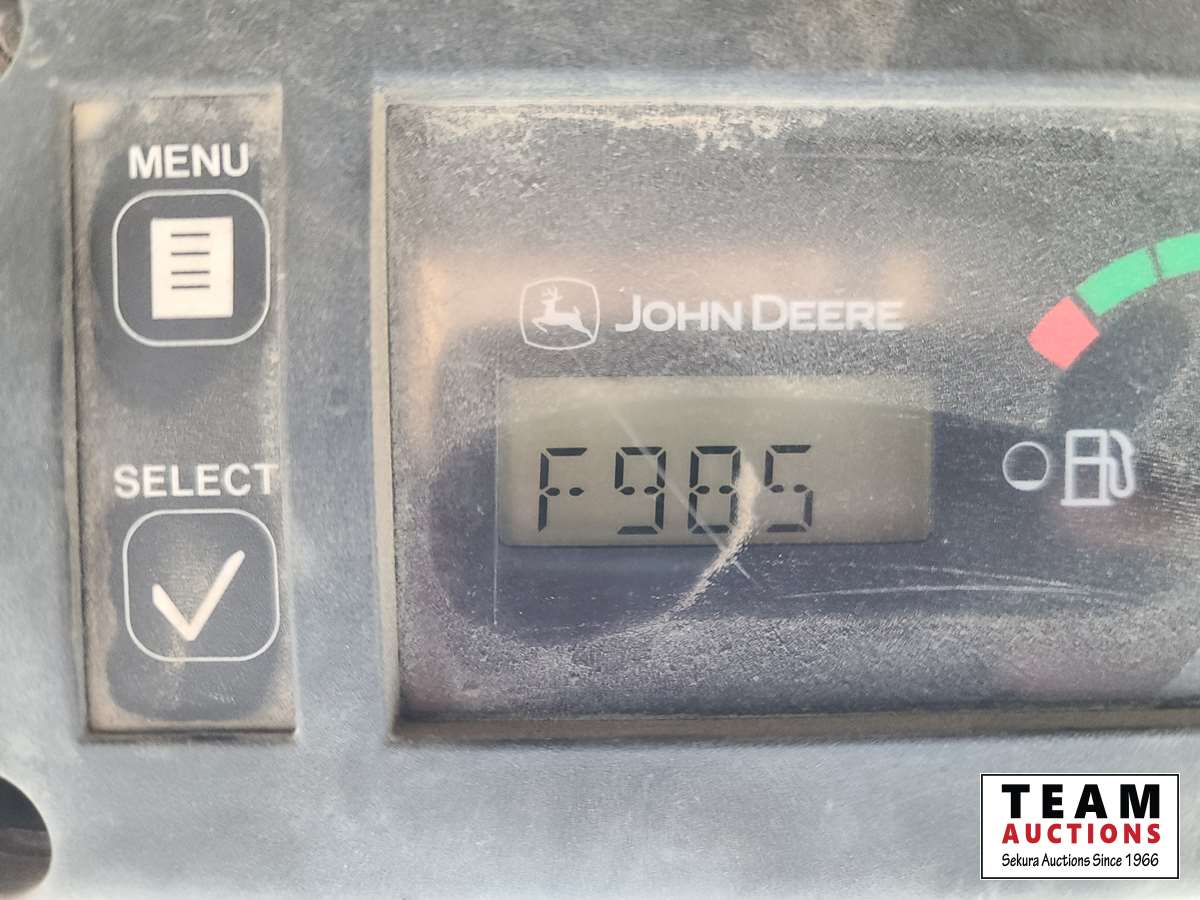 MENU
JOHN DEERE
F985
SELECT
TEAM
AUCTIONS
Sekura Auctions Since 1966